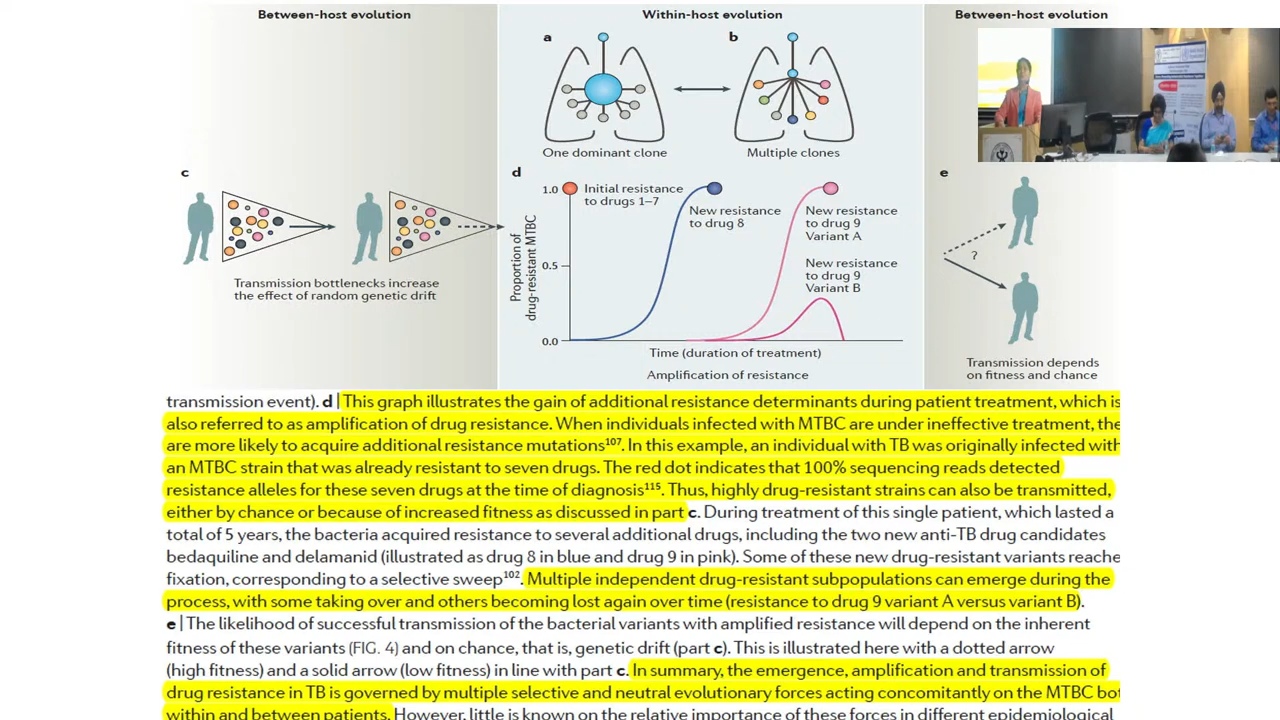 Between-host evolution
Within-host evolution
Between-host evolution
a
b
One dominant clone
Multiple clones
c
Transmission bottlenecks increase
the effect of random genetic drift
d
Proportion of
drug-resistant MTBC
1.0
0.5
0.0
Initial resistance
to drugs 1–7
New resistance
to drug 8
New resistance
to drug 9
Variant A
New resistance
to drug 9
Variant B
Time (duration of treatment)
Amplification of resistance
e
?
Transmission depends
on fitness and chance
transmission event). d | This graph illustrates the gain of additional resistance determinants during patient treatment, which is
also referred to as amplification of drug resistance. When individuals infected with MTBC are under ineffective treatment, the
are more likely to acquire additional resistance mutations¹⁰⁷. In this example, an individual with TB was originally infected with
an MTBC strain that was already resistant to seven drugs. The red dot indicates that 100% sequencing reads detected
resistance alleles for these seven drugs at the time of diagnosis¹¹⁵. Thus, highly drug-resistant strains can also be transmitted,
either by chance or because of increased fitness as discussed in part c. During treatment of this single patient, which lasted a
total of 5 years, the bacteria acquired resistance to several additional drugs, including the two new anti-TB drug candidates
bedaquiline and delamanid (illustrated as drug 8 in blue and drug 9 in pink). Some of these new drug-resistant variants reache
fixation, corresponding to a selective sweep¹⁰². Multiple independent drug-resistant subpopulations can emerge during the
process, with some taking over and others becoming lost again over time (resistance to drug 9 variant A versus variant B).
e | The likelihood of successful transmission of the bacterial variants with amplified resistance will depend on the inherent
fitness of these variants (FIG. 4) and on chance, that is, genetic drift (part c). This is illustrated here with a dotted arrow
(high fitness) and a solid arrow (low fitness) in line with part c. In summary, the emergence, amplification and transmission of
drug resistance in TB is governed by multiple selective and neutral evolutionary forces acting concomitantly on the MTBC bot
within and between patients. However, little is known on the relative importance of these forces in different epidemiological